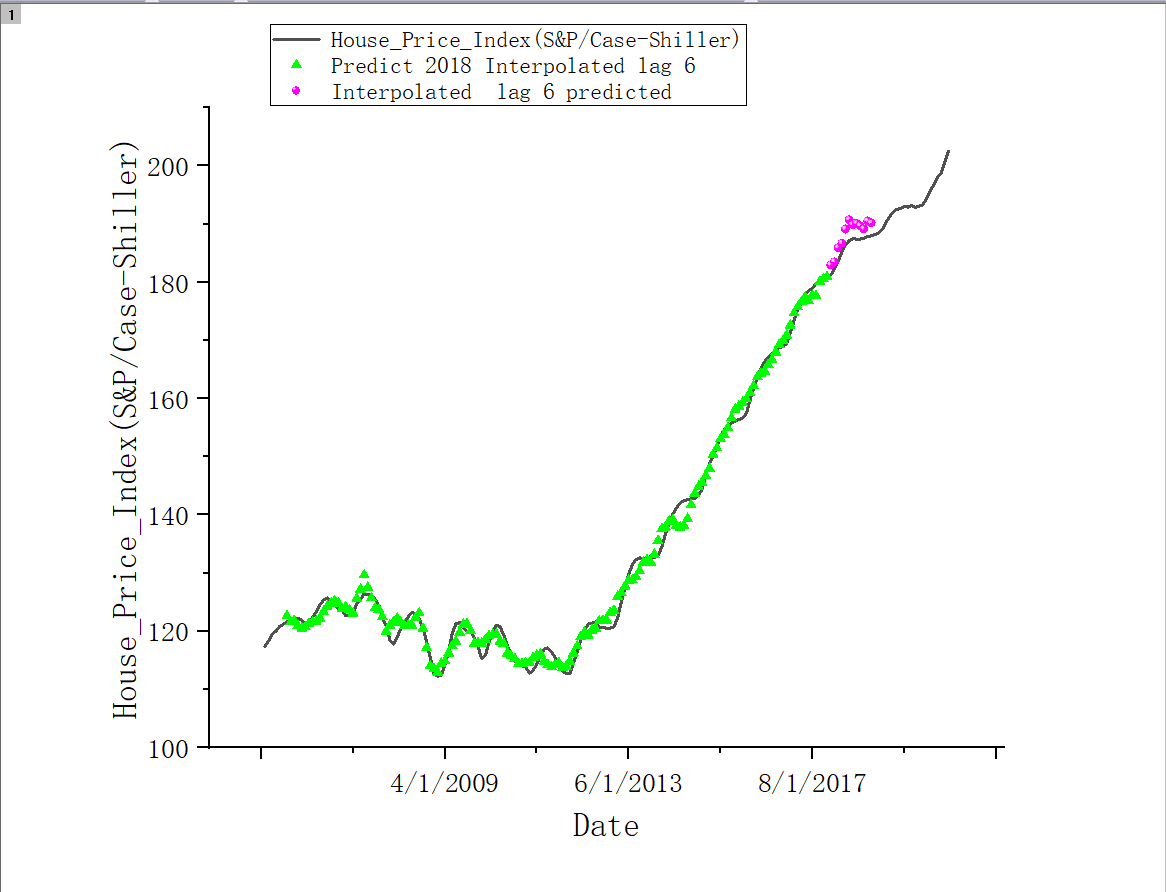 1
House_Price_Index(S&P/Case-Shiller)
Predict 2018 Interpolated lag 6
Interpolated  lag 6 predicted
House_Price_Index(S&P/Case-Shiller)
200
180
160
140
120
100
4/1/2009 6/1/2013 8/1/2017
Date